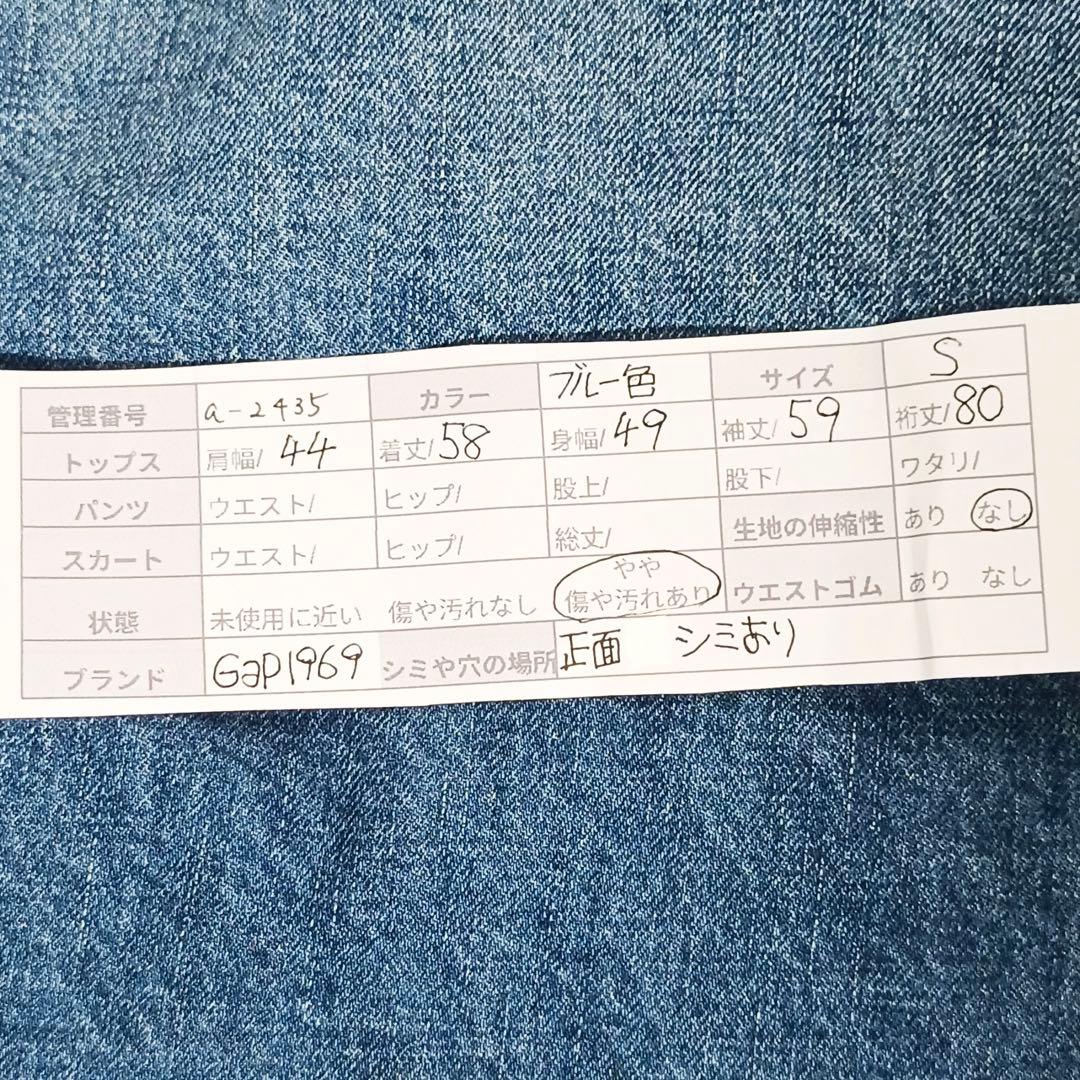 管理番号 a-2435 カラー ブルー色 サイズ S
トップス 肩幅/ 44 着丈/ 58 身幅/ 49 袖丈/ 59 裄丈/ 80
パンツ ウエスト/ ヒップ/ 股上/ 股下/ ワタリ/
スカート ウエスト/ ヒップ/ 総丈/ 生地の伸縮性 あり なし
状態 未使用に近い 傷や汚れなし やや傷や汚れあり ウエストゴム あり なし
ブランド Gap1969 シミや穴の場所 正面 シミあり